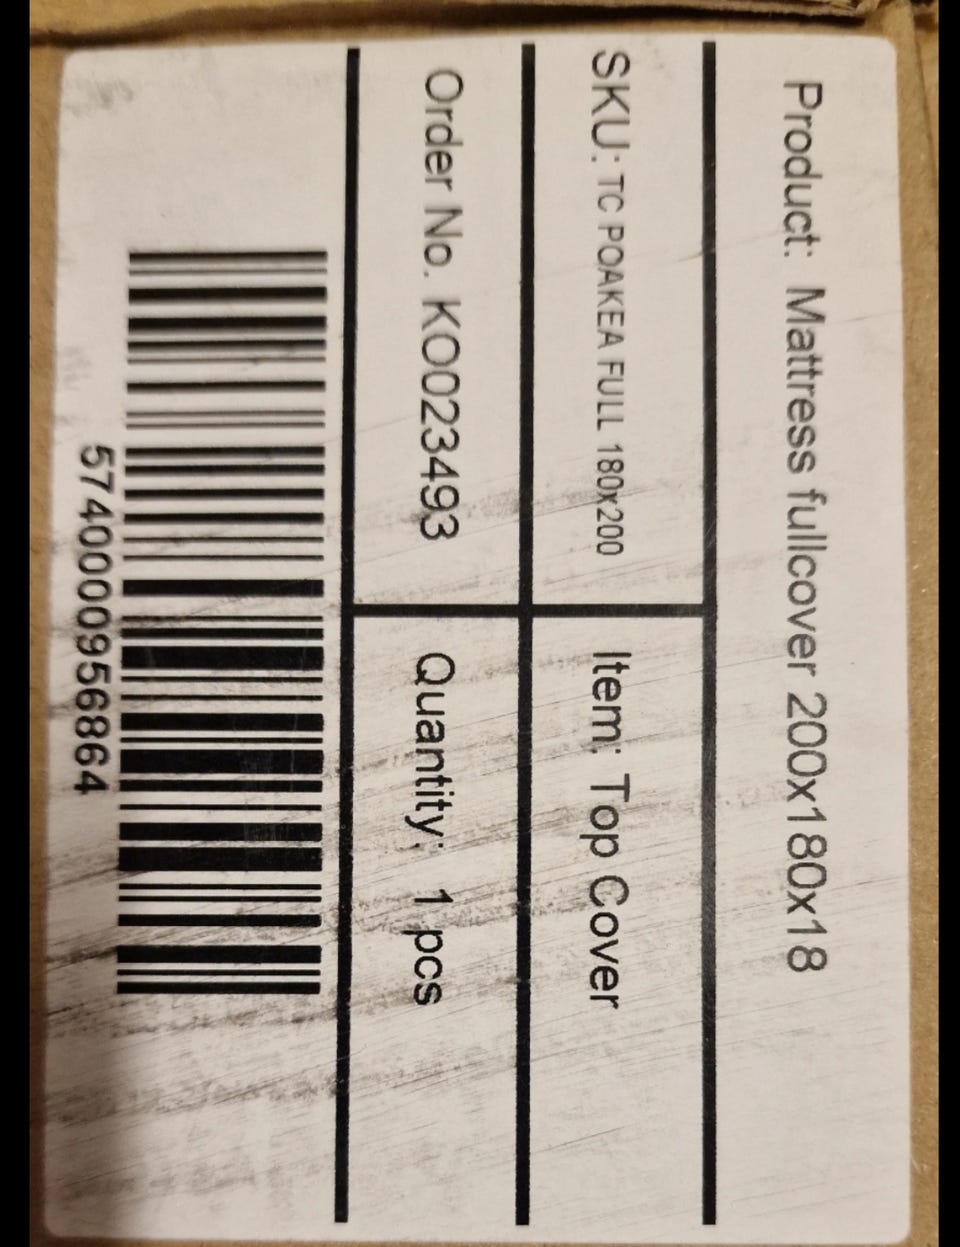 Product: Mattress fullcover 200x180x18
SKU: TC POAKEA FULL 180x200
Item: Top Cover
Order No. KO023493
Quantity: 1 pcs
5740000956864